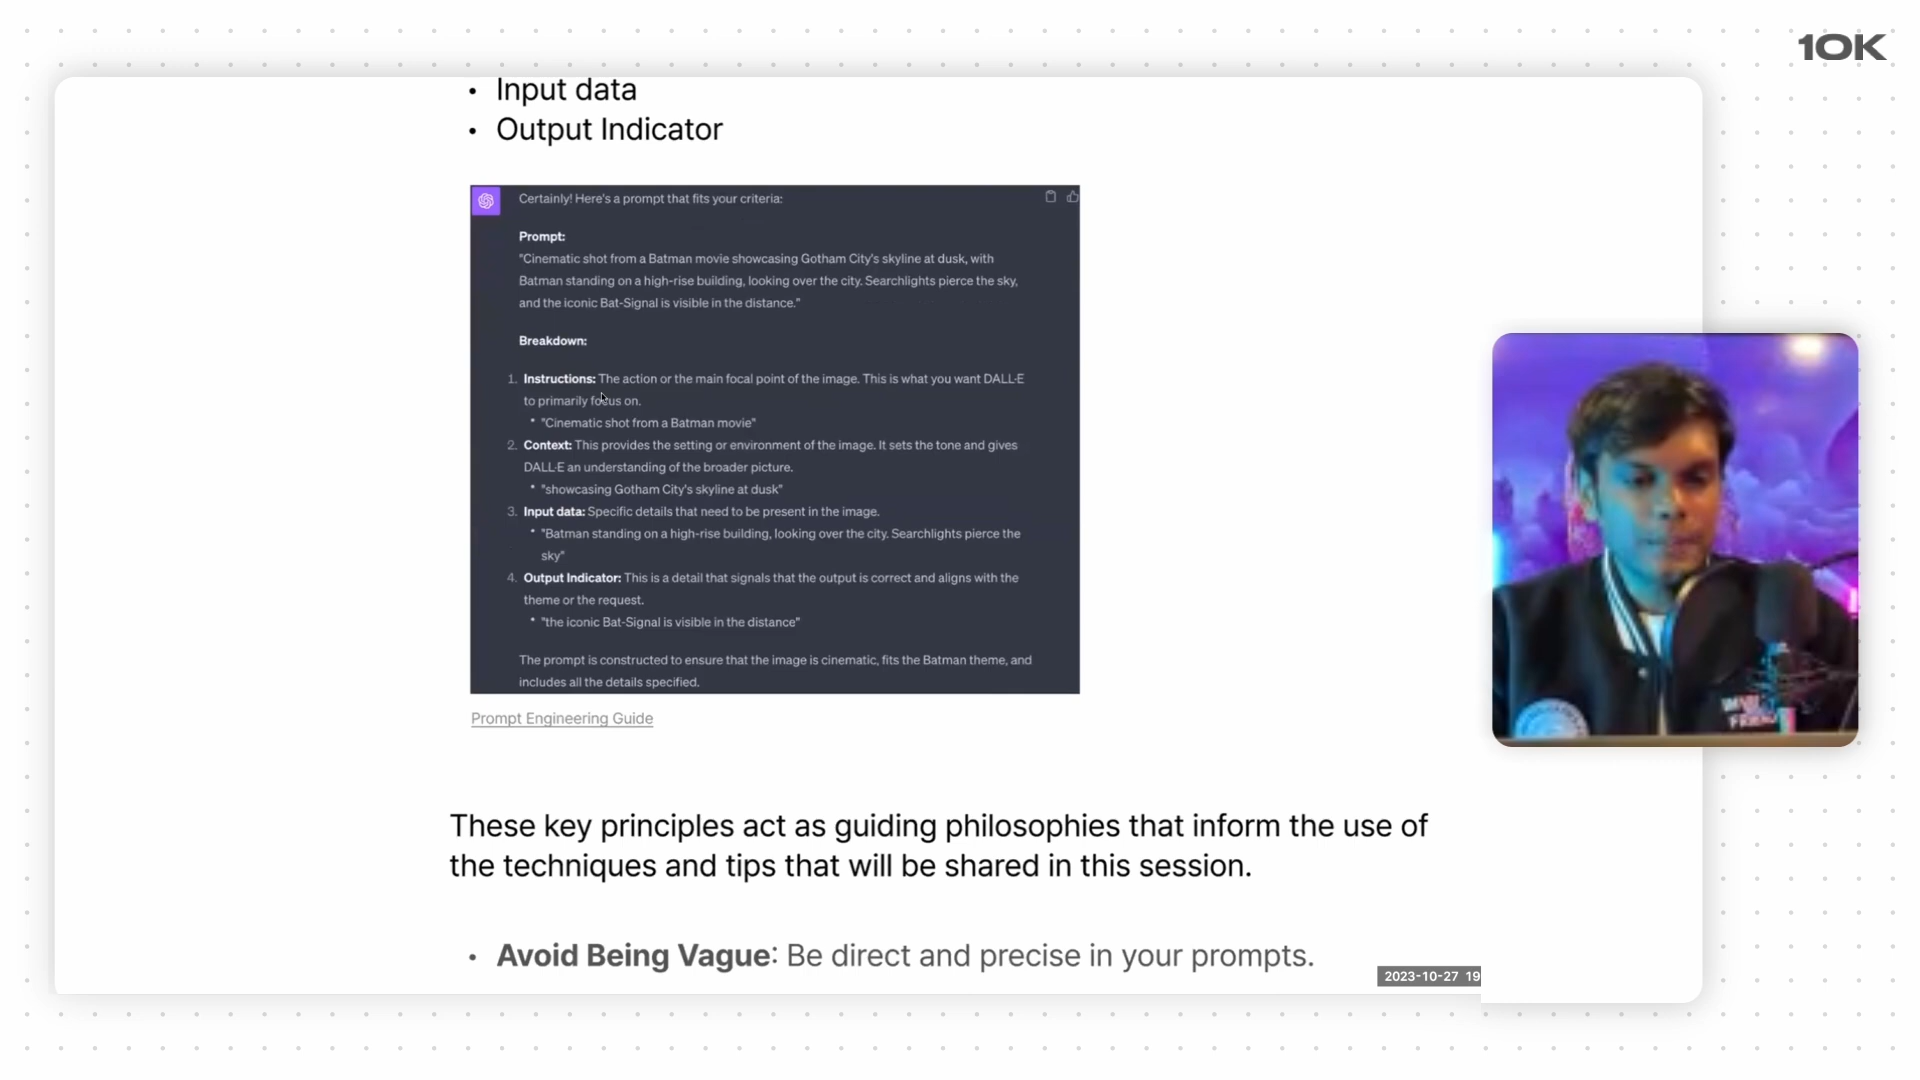 10K
• Input data
• Output Indicator
Certainly! Here's a prompt that fits your criteria:
Prompt:
"Cinematic shot from a Batman movie showcasing Gotham City's skyline at dusk, with
Batman standing on a high-rise building, looking over the city. Searchlights pierce the sky,
and the iconic Bat-Signal is visible in the distance."
Breakdown:
1. Instructions: The action or the main focal point of the image. This is what you want DALL·E
to primarily focus on.
• "Cinematic shot from a Batman movie"
2. Context: This provides the setting or environment of the image. It sets the tone and gives
DALL·E an understanding of the broader picture.
• "showcasing Gotham City's skyline at dusk"
3. Input data: Specific details that need to be present in the image.
• "Batman standing on a high-rise building, looking over the city. Searchlights pierce the
sky"
4. Output Indicator: This is a detail that signals that the output is correct and aligns with the
theme or the request.
• "the iconic Bat-Signal is visible in the distance"
The prompt is constructed to ensure that the image is cinematic, fits the Batman theme, and
includes all the details specified.
Prompt Engineering Guide
These key principles act as guiding philosophies that inform the use of
the techniques and tips that will be shared in this session.
• Avoid Being Vague: Be direct and precise in your prompts.
2023-10-27 19